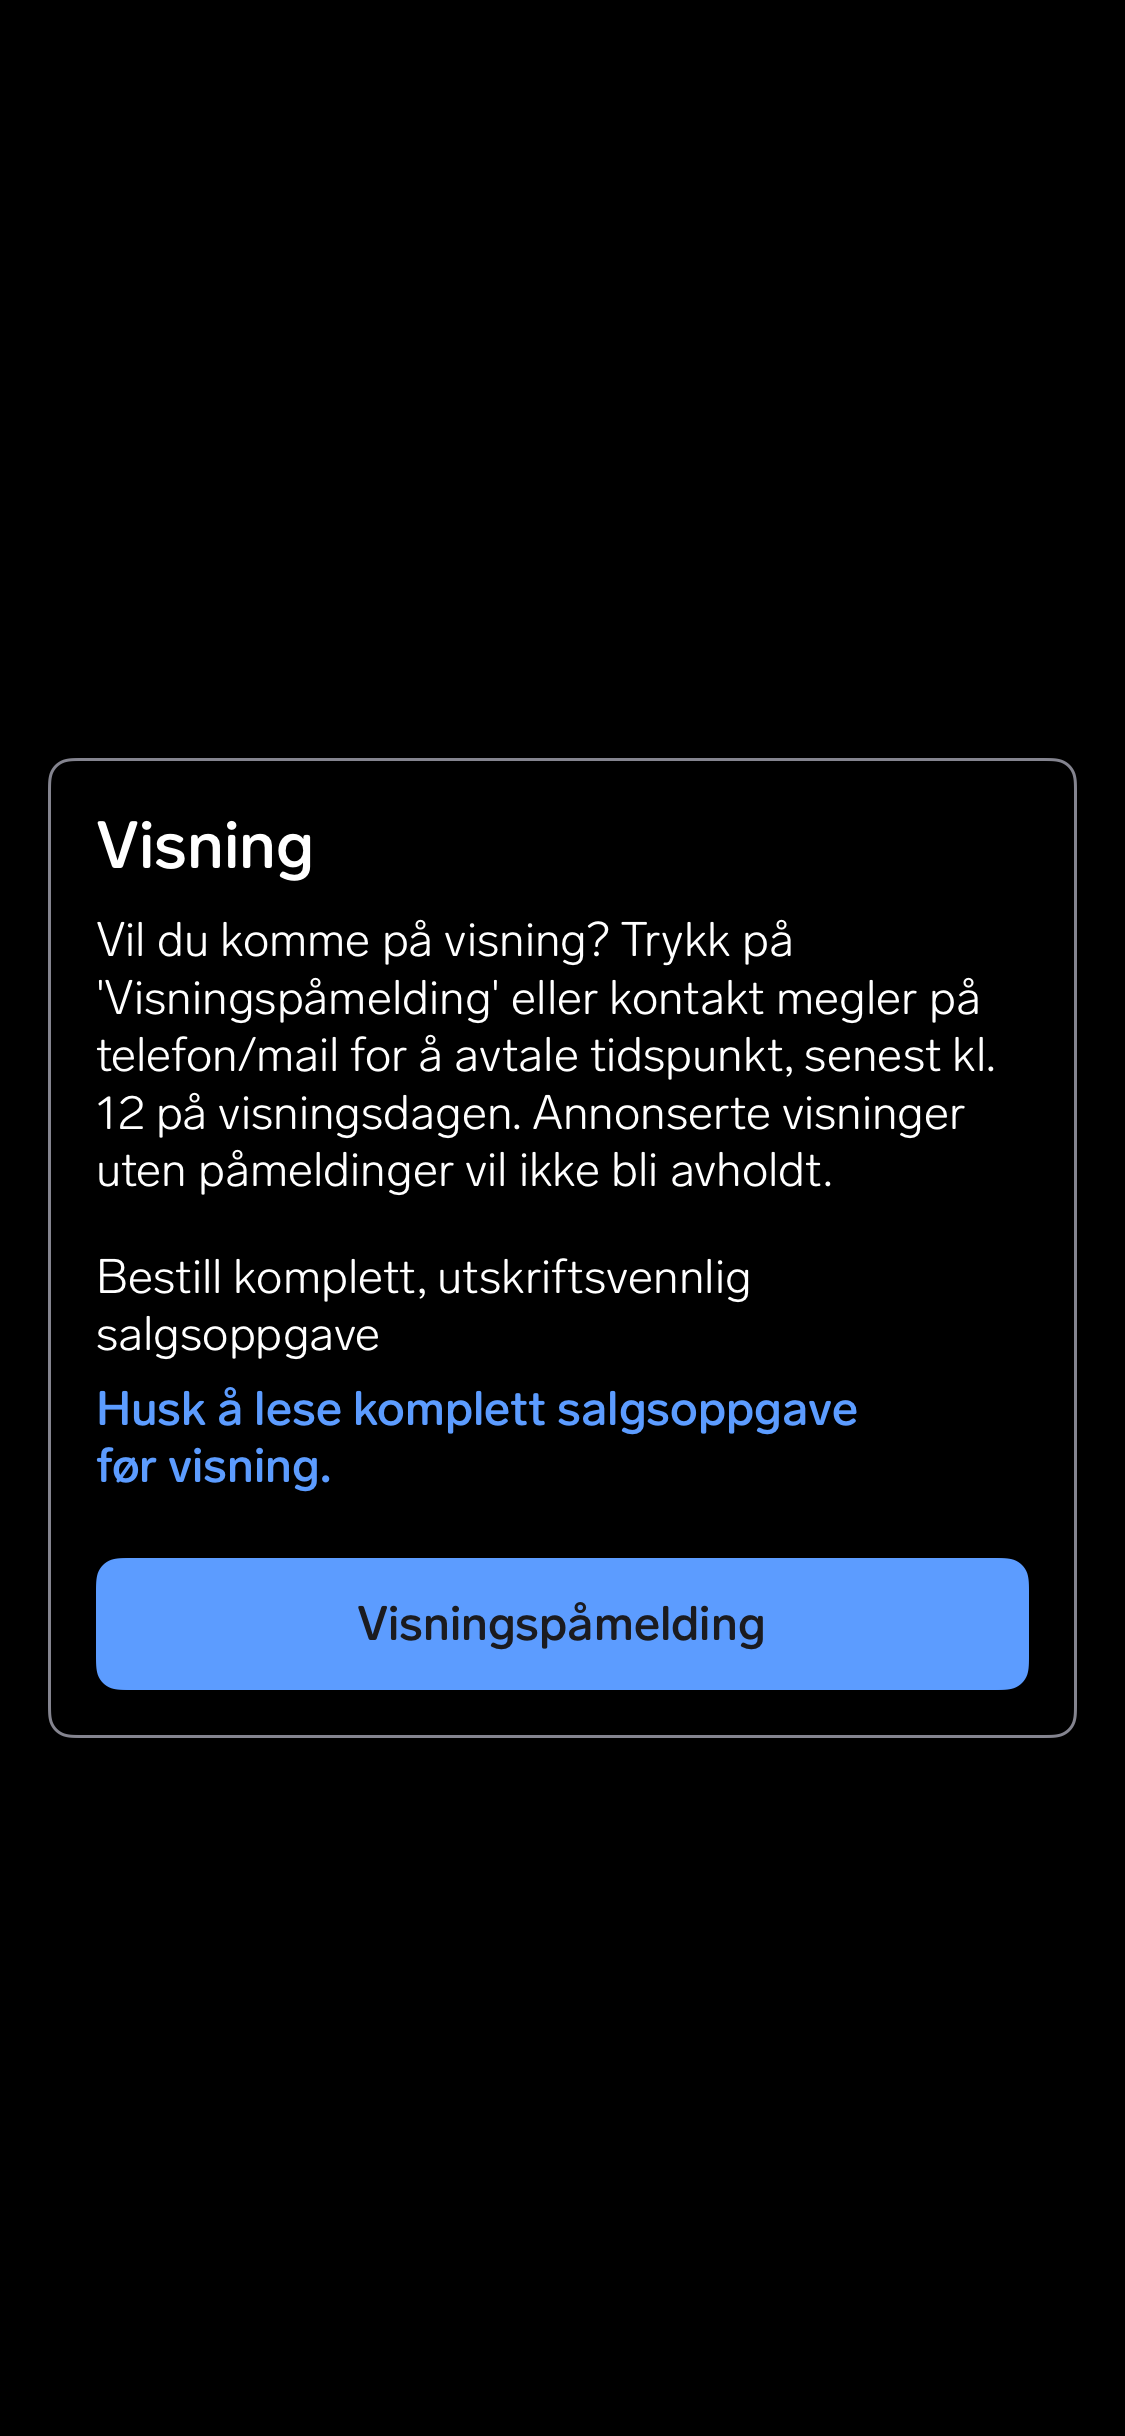 Visning
Vil du komme på visning? Trykk på
'Visningspåmelding' eller kontakt megler på
telefon/mail for å avtale tidspunkt, senest kl.
12 på visningsdagen. Annonserte visninger
uten påmeldinger vil ikke bli avholdt.
Bestill komplett, utskriftsvennlig
salgsoppgave
Husk å lese komplett salgsoppgave
før visning.
Visningspåmelding